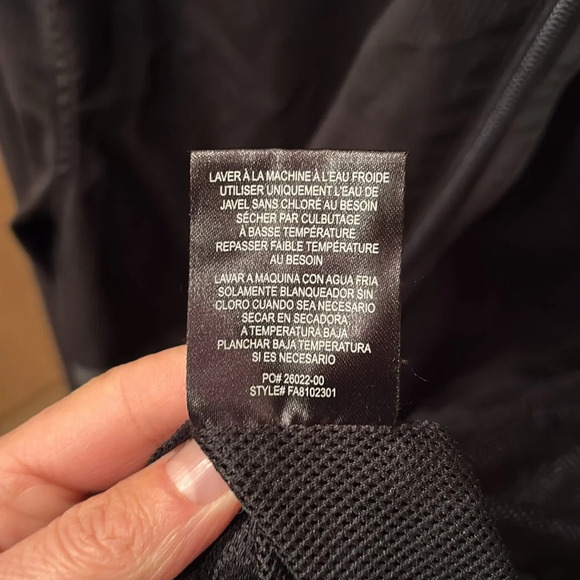 LAVER À LA MACHINE À L'EAU FROIDE
UTILISER UNIQUEMENT L'EAU DE
JAVEL SANS CHLORÉ AU BESOIN
SÉCHER PAR CULBUTAGE
À BASSE TEMPÉRATURE
REPASSER FAIBLE TEMPÉRATURE
AU BESOIN
LAVAR A MAQUINA CON AGUA FRIA
SOLAMENTE BLANQUEADOR SIN
CLORO CUANDO SEA NECESARIO
SECAR EN SECADORA
A TEMPERATURA BAJA
PLANCHAR BAJA TEMPERATURA
SI ES NECESARIO
PO# 26022-00
STYLE# FA8102301